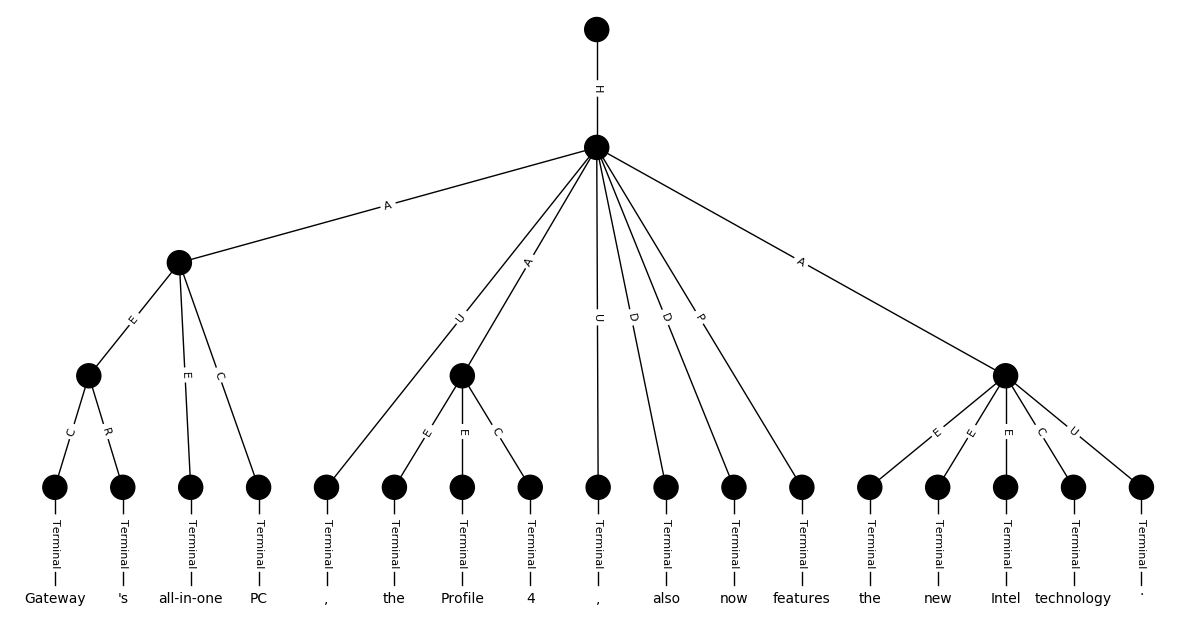 H
A
A
A
U
E
U
D
D
P
E
C
C
R
E
E
C
E
E
E
C
U
Terminal Terminal Terminal Terminal Terminal Terminal Terminal Terminal Terminal Terminal Terminal Terminal Terminal Terminal Terminal Terminal Terminal
Gateway 's all-in-one PC , the Profile 4 , also now features the new Intel technology .